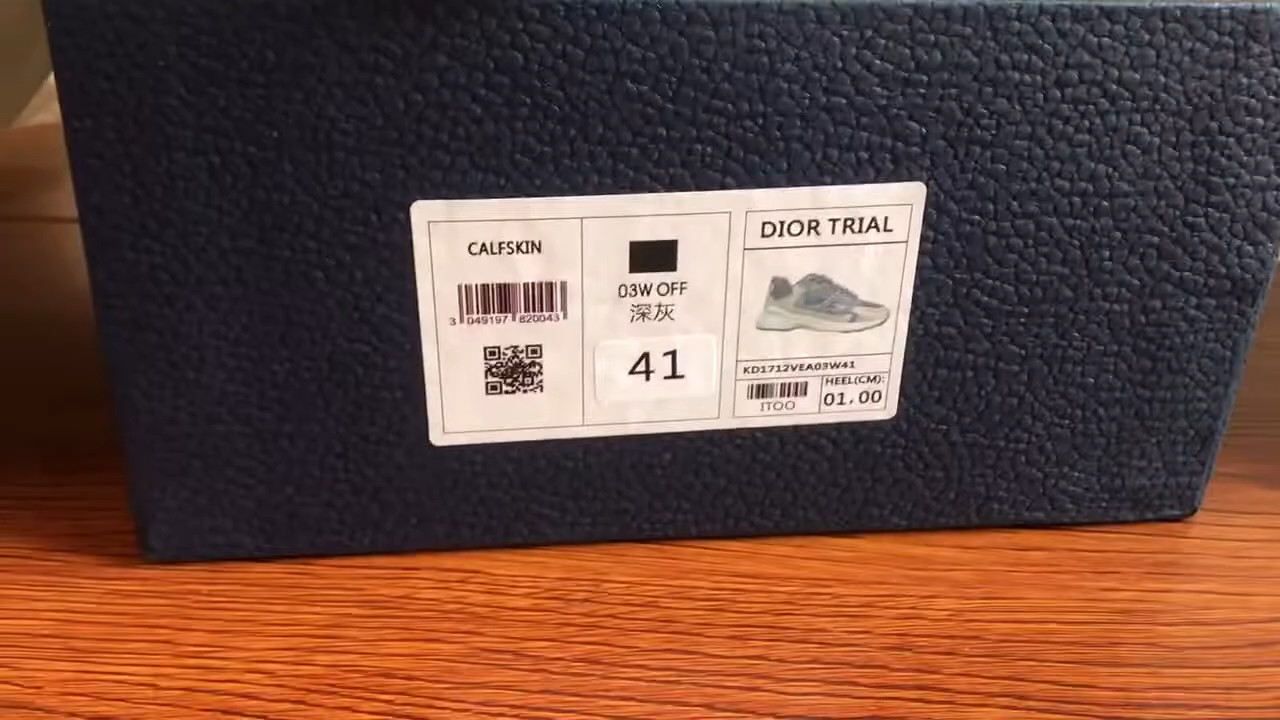 CALFSKIN
3 049197 820043
03W OFF
深灰
41
DIOR TRIAL
KD1712VEA03W41
ITOO
HEEL(CM):
01.00